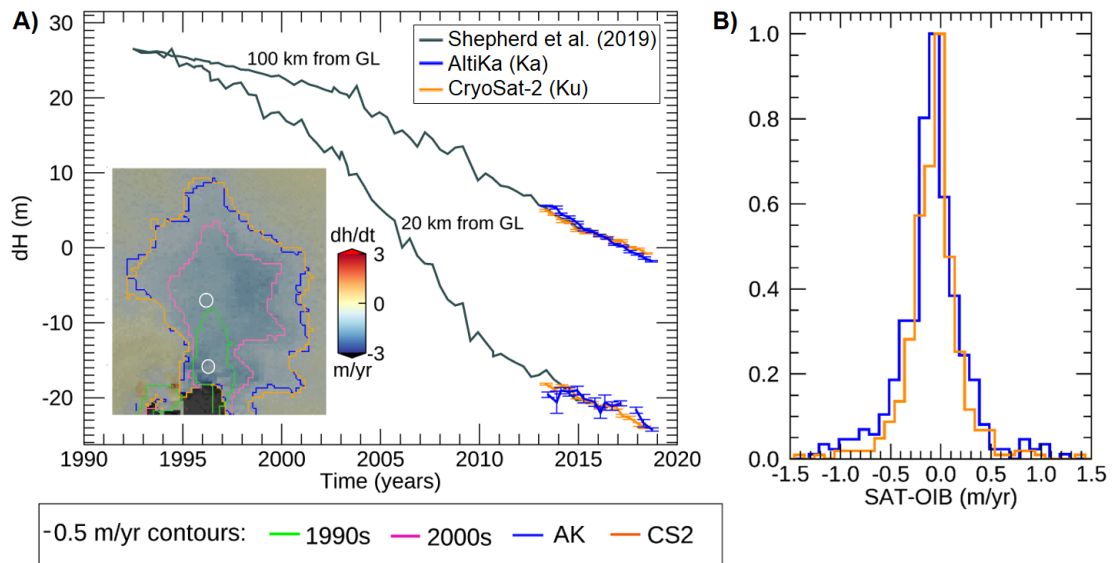 A)
30
20
10
0
-10
-20
dH (m)
1990
1995
2000
2005
2010
2015
2020
Time (years)
100 km from GL
20 km from GL
Shepherd et al. (2019)
AltiKa (Ka)
CryoSat-2 (Ku)
dh/dt
3
0
-3
m/yr
B)
1.0
0.8
0.6
0.4
0.2
0.0
-1.5
-1.0
-0.5
0.0
0.5
1.0
1.5
SAT-OIB (m/yr)
-0.5 m/yr contours:
1990s
2000s
AK
CS2